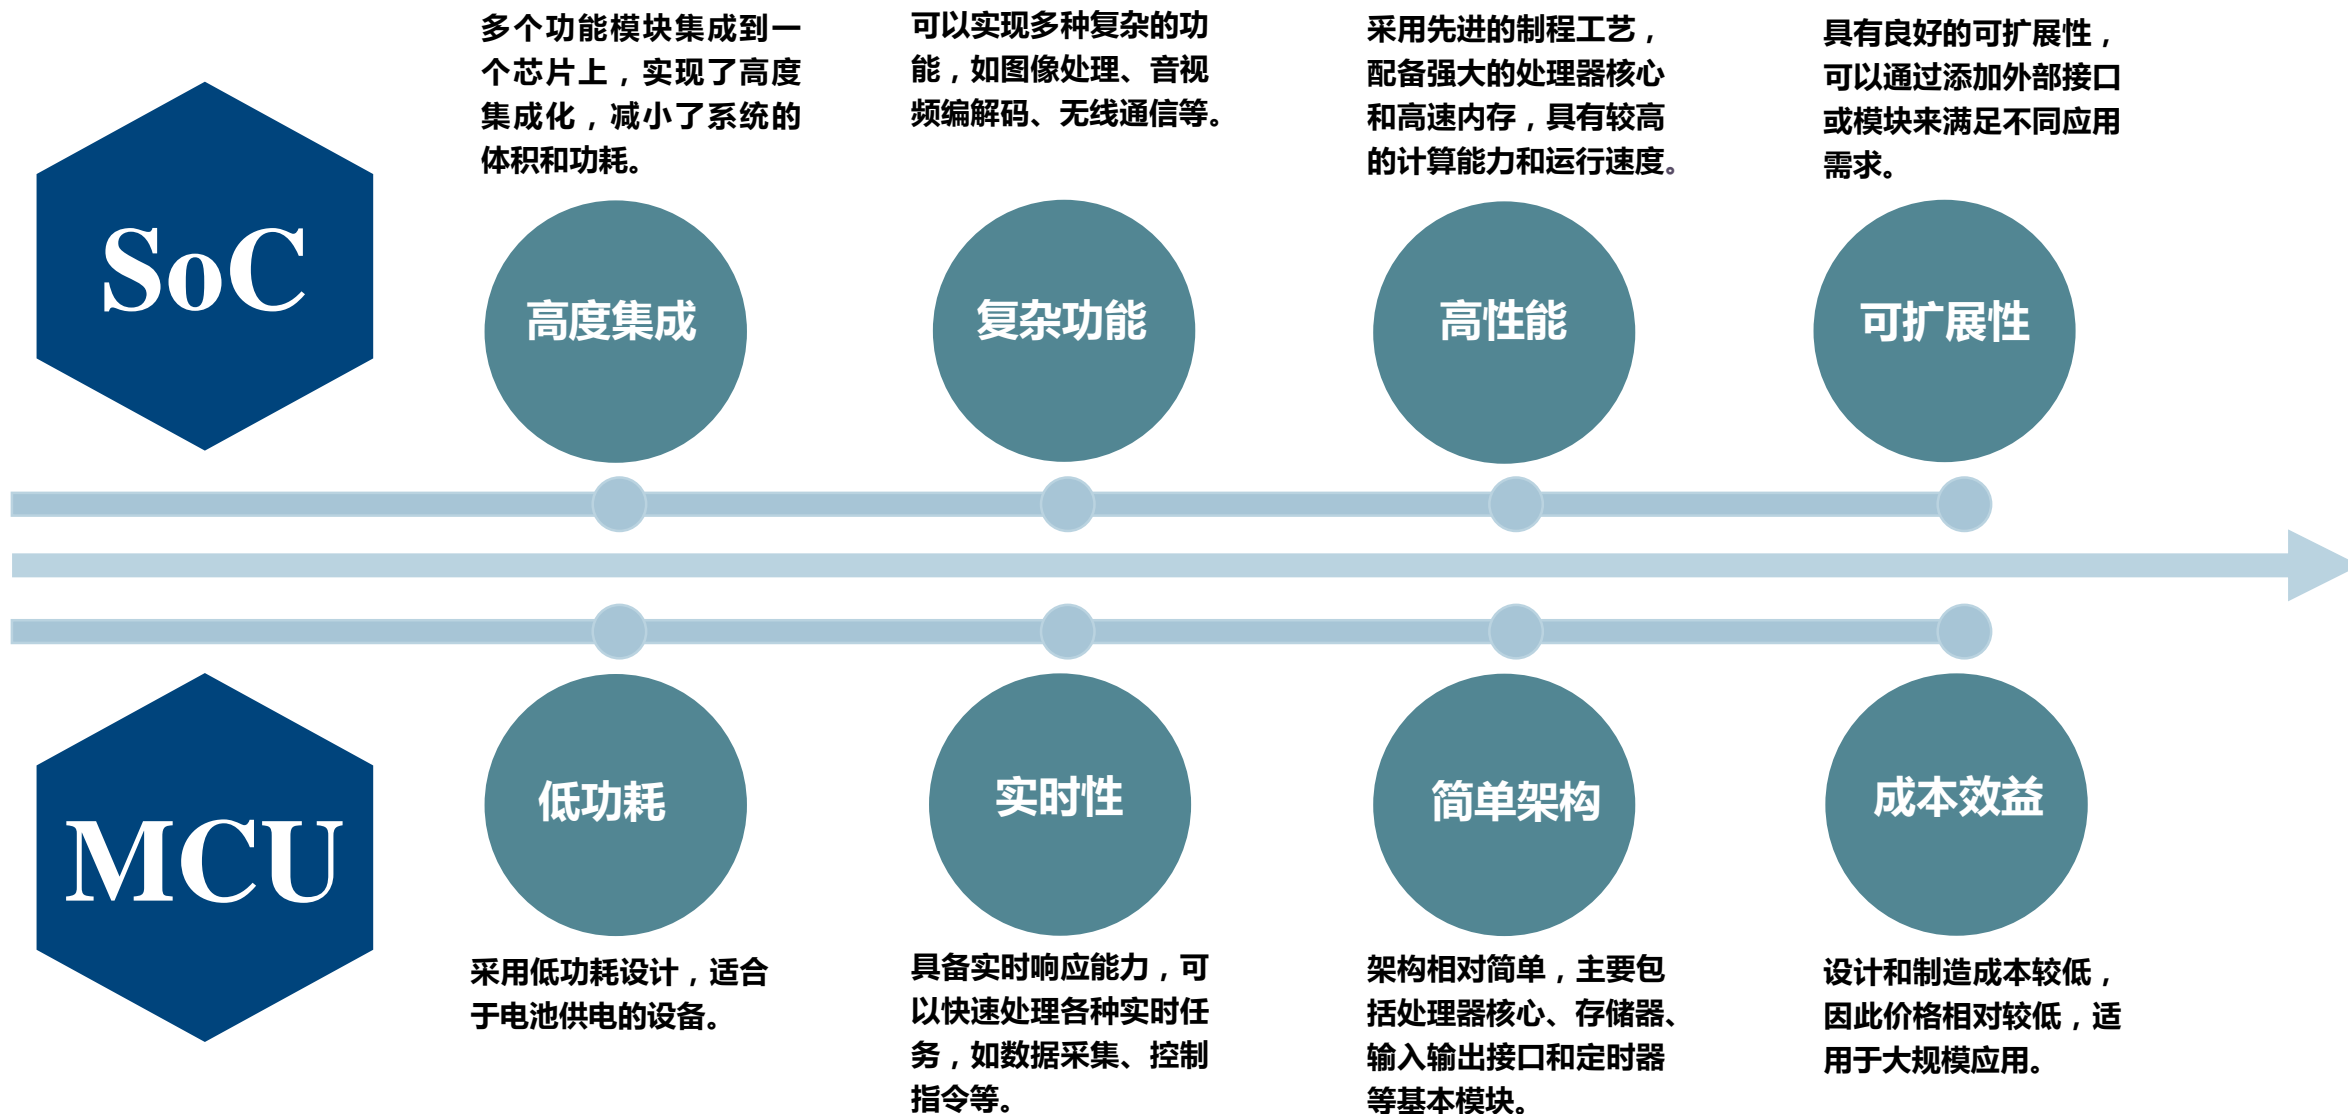 多个功能模块集成到一
个芯片上，实现了高度
集成化，减小了系统的
体积和功耗。
可以实现多种复杂的功
能，如图像处理、音视
频编解码、无线通信等。
采用先进的制程工艺，
配备强大的处理器核心
和高速内存，具有较高
的计算能力和运行速度。
具有良好的可扩展性，
可以通过添加外部接口
或模块来满足不同应用
需求。
SoC
高度集成
复杂功能
高性能
可扩展性
MCU
低功耗
实时性
简单架构
成本效益
采用低功耗设计，适合
于电池供电的设备。
具备实时响应能力，可
以快速处理各种实时任
务，如数据采集、控制
指令等。
架构相对简单，主要包
括处理器核心、存储器、
输入输出接口和定时器
等基本模块。
设计和制造成本较低，
因此价格相对较低，适
用于大规模应用。